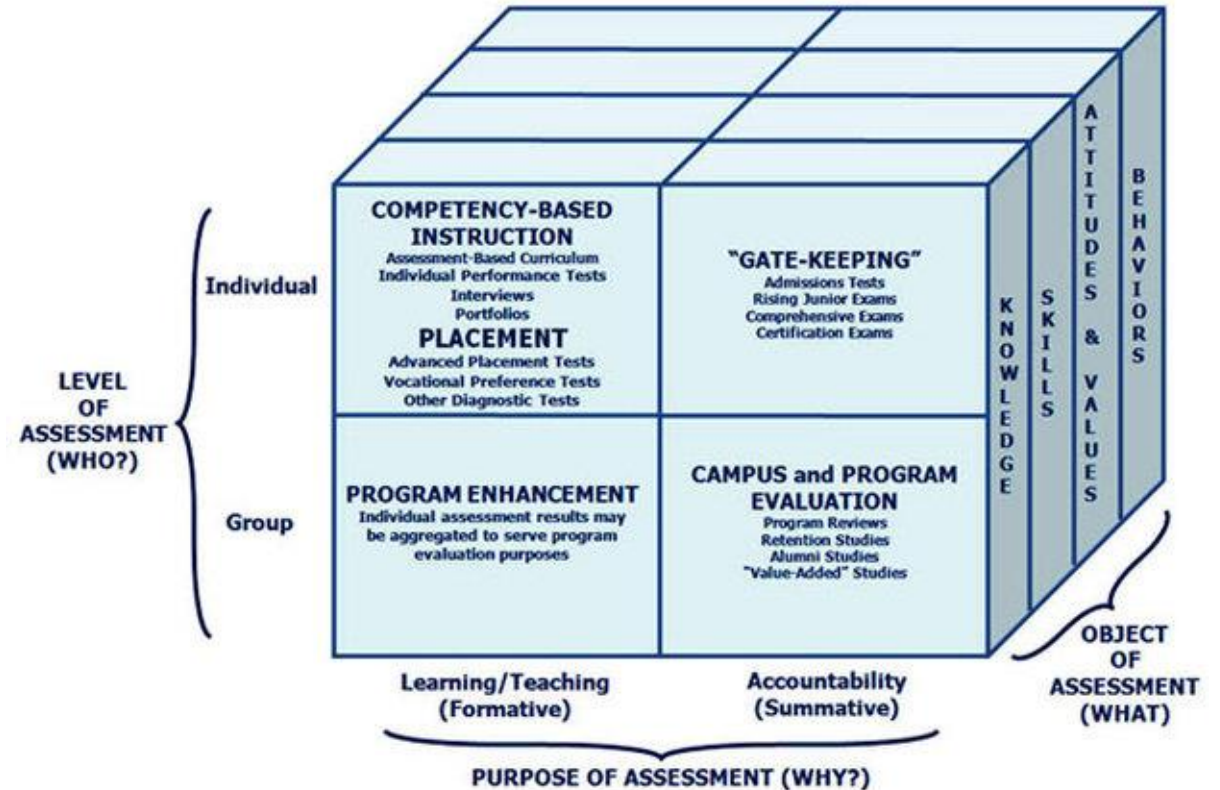 COMPETENCY-BASED
INSTRUCTION
Assessment-Based Curriculum
Individual Performance Tests
Interviews
Portfolios
PLACEMENT
Advanced Placement Tests
Vocational Preference Tests
Other Diagnostic Tests
"GATE-KEEPING"
Admissions Tests
Rising Junior Exams
Comprehensive Exams
Certification Exams
KNOWLEDGE
SKILLS
ATTITUDES & VALUES
BEHAVIORS
Individual
LEVEL
OF
ASSESSMENT
(WHO?)
Group
PROGRAM ENHANCEMENT
Individual assessment results may
be aggregated to serve program
evaluation purposes
CAMPUS and PROGRAM
EVALUATION
Program Reviews
Retention Studies
Alumni Studies
"Value-Added" Studies
OBJECT
OF
ASSESSMENT
(WHAT)
Learning/Teaching
(Formative)
Accountability
(Summative)
PURPOSE OF ASSESSMENT (WHY?)